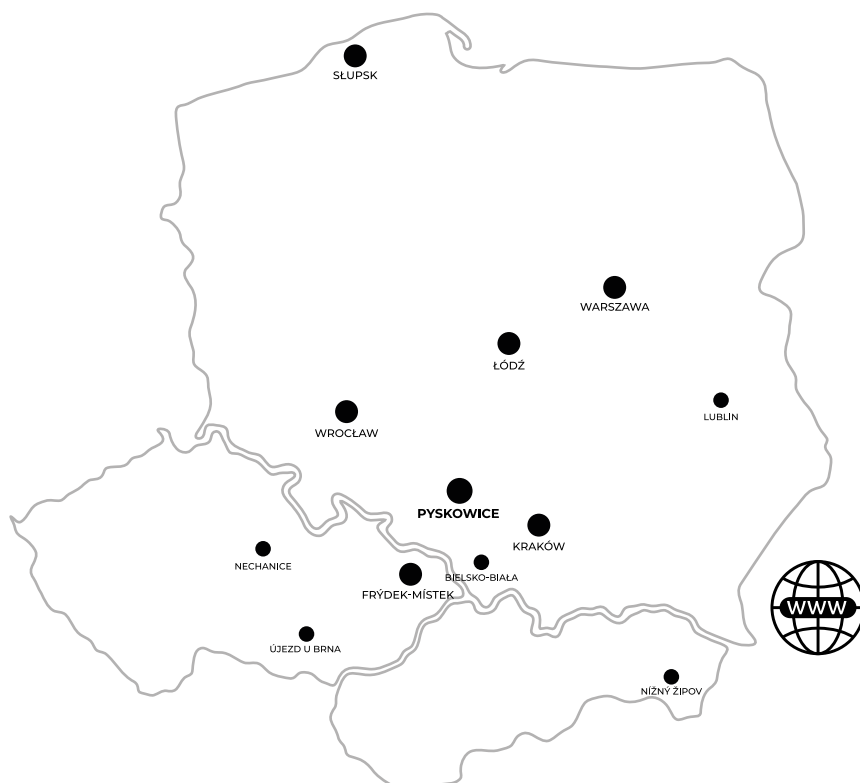 SŁUPSK
WARSZAWA
ŁÓDŹ
LUBLIN
WROCŁAW
PYSKOWICE
KRAKÓW
NECHANICE
BIELSKO-BIAŁA
FRÝDEK-MÍSTEK
WWW
ÚJEZD U BRNA
NÍŽNÝ ŽIPOV